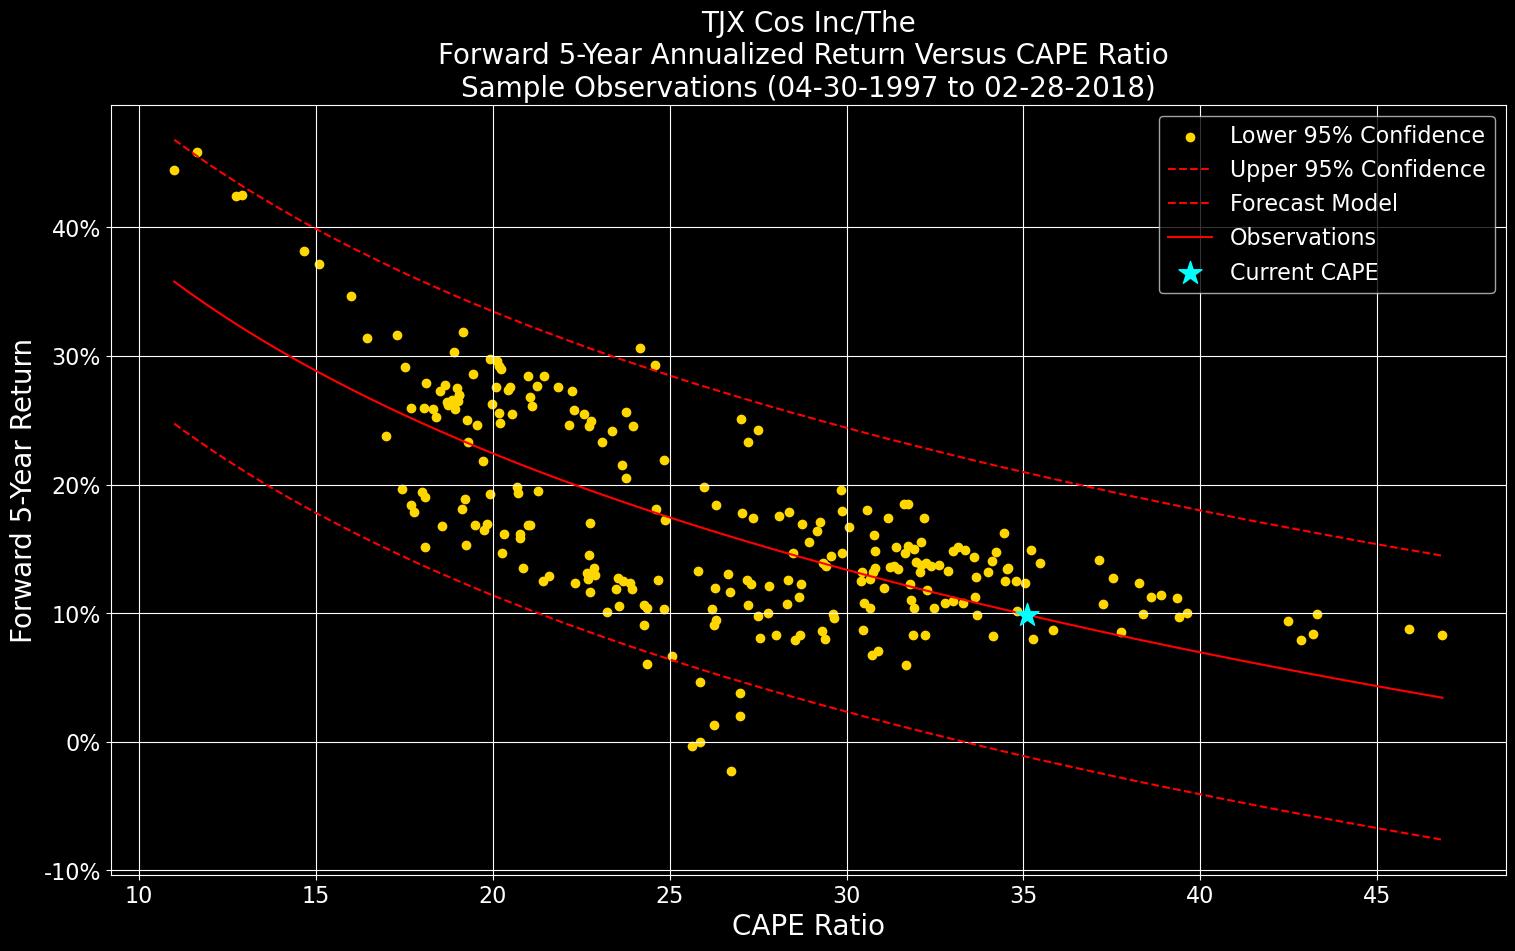 TJX Cos Inc/The
Forward 5-Year Annualized Return Versus CAPE Ratio
Sample Observations (04-30-1997 to 02-28-2018)
Lower 95% Confidence
Upper 95% Confidence
Forecast Model
Observations
Current CAPE
Forward 5-Year Return
40%
30%
20%
10%
0%
-10%
10 15 20 25 30 35 40 45
CAPE Ratio